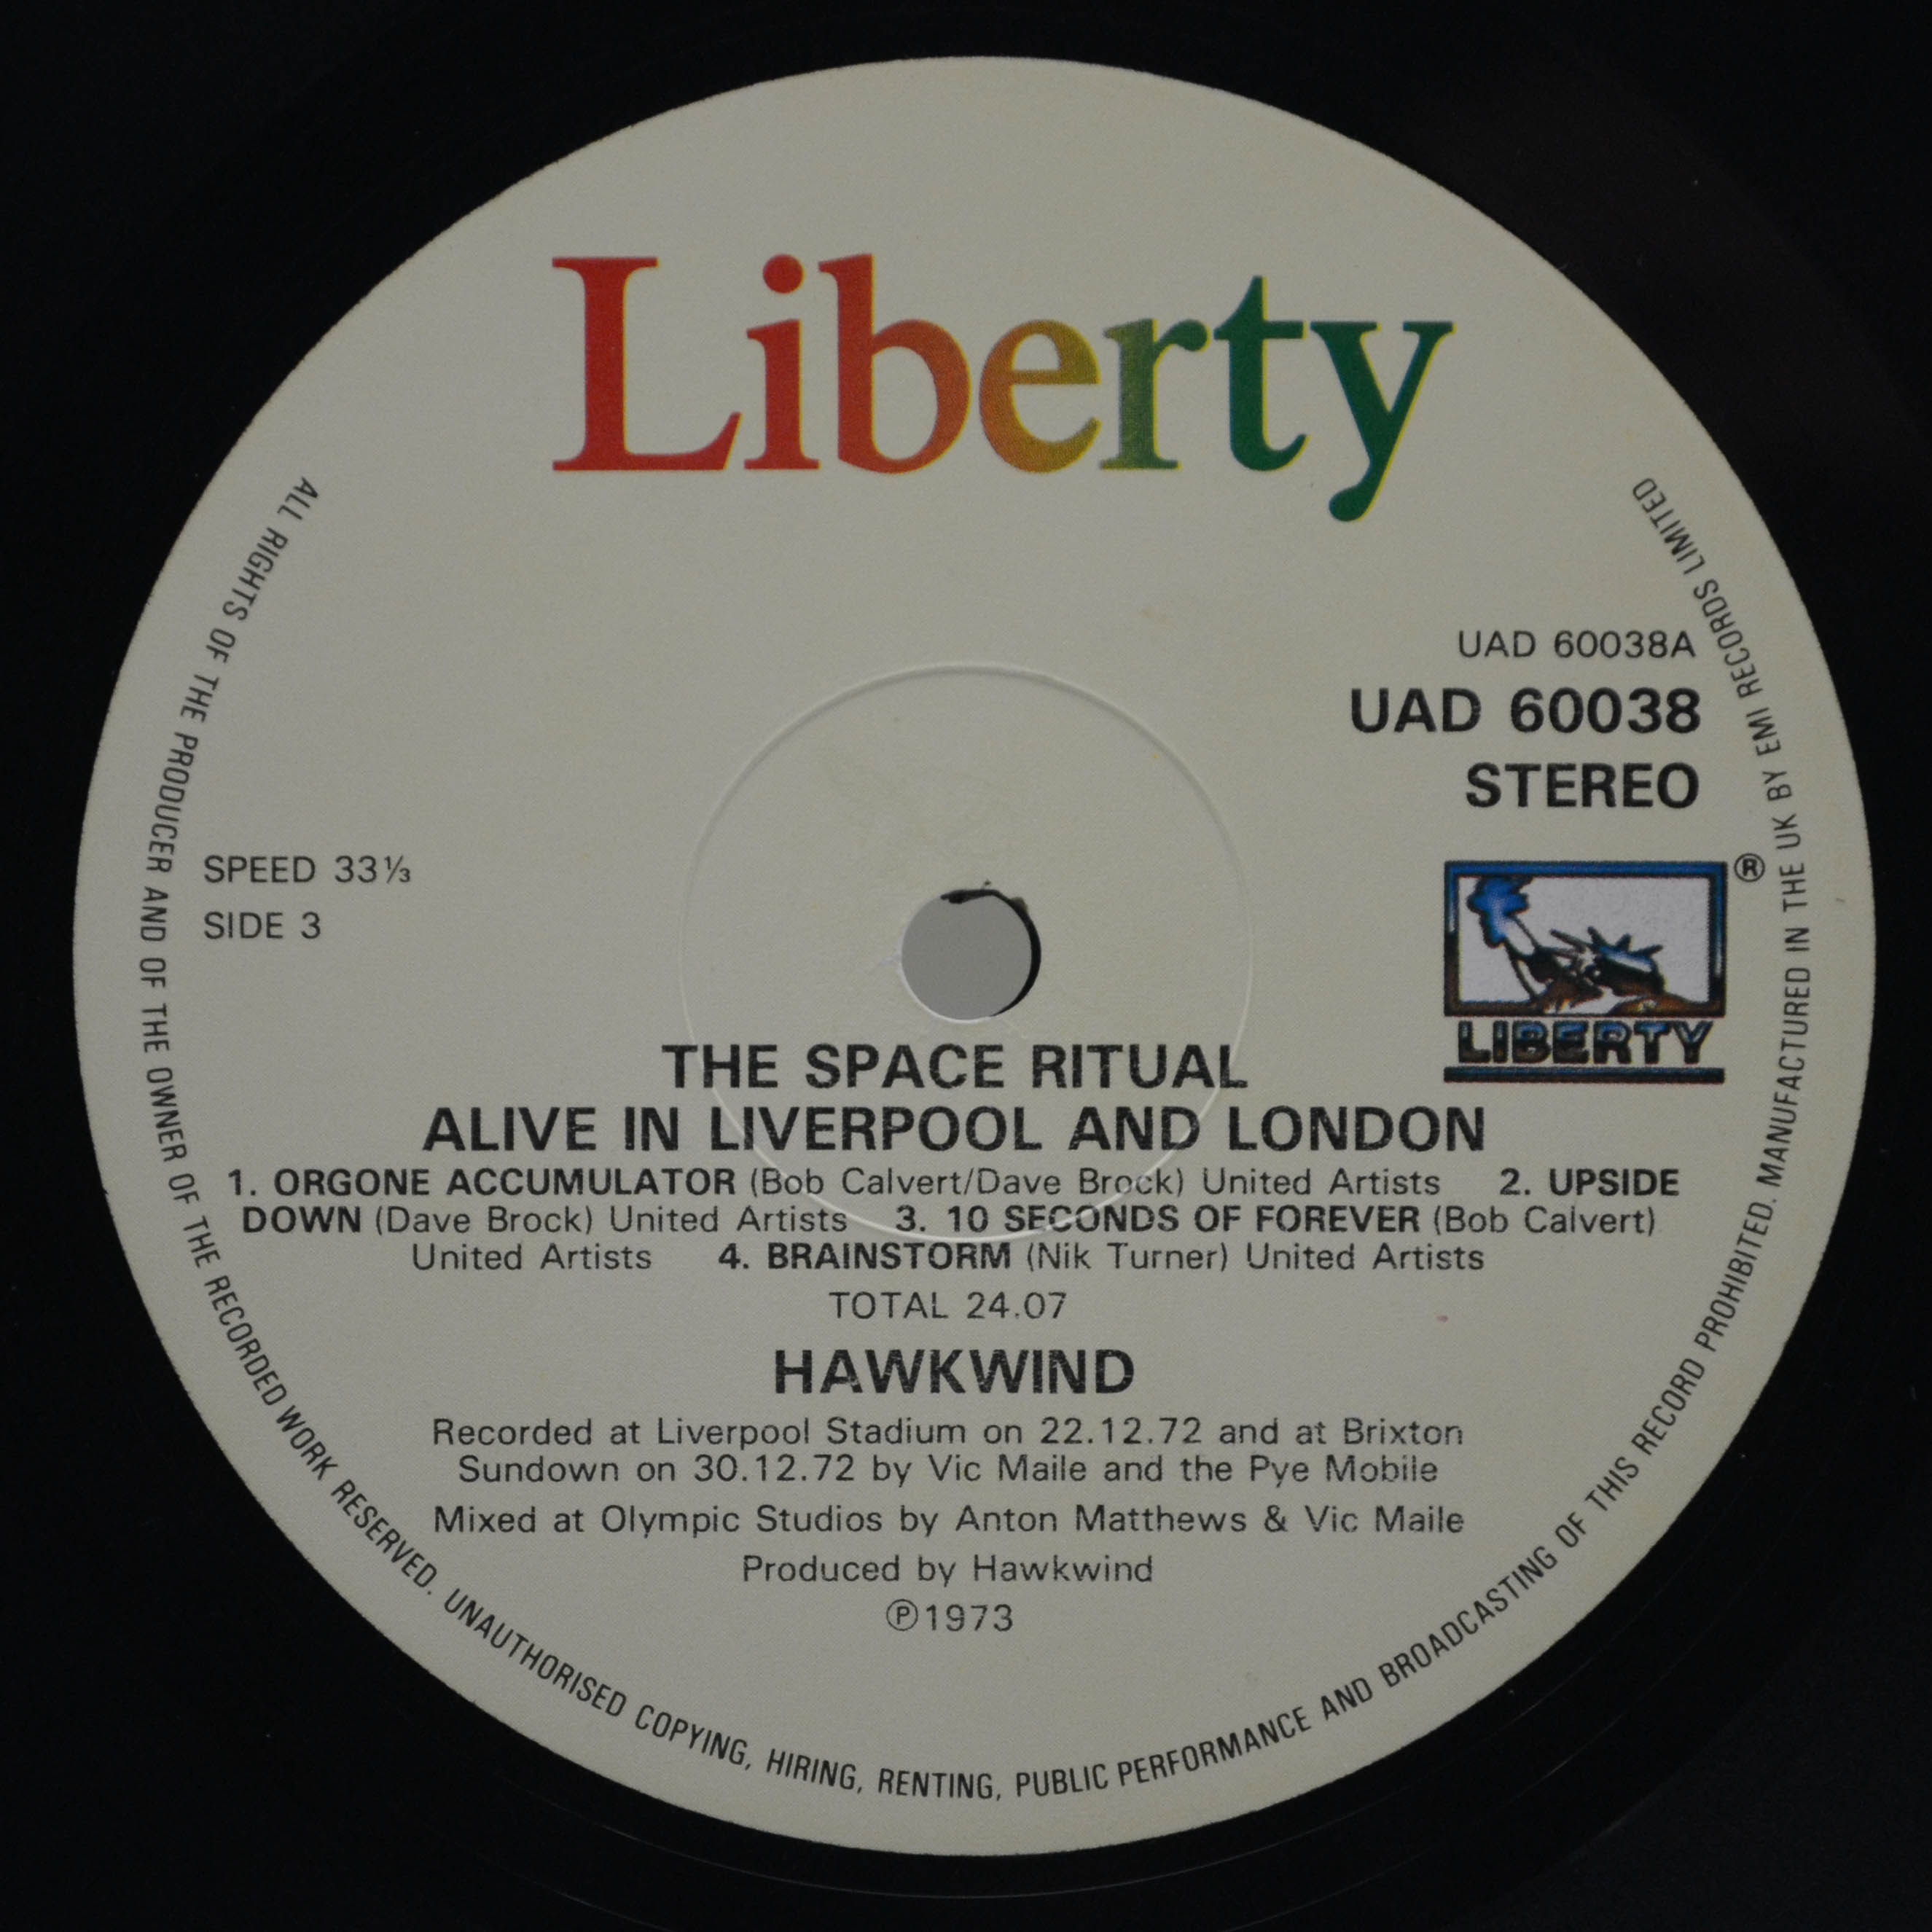 Liberty
UAD 60038A
UAD 60038
STEREO
SPEED 33⅓
SIDE 3
®
LIBERTY
THE SPACE RITUAL
ALIVE IN LIVERPOOL AND LONDON
1. ORGONE ACCUMULATOR (Bob Calvert/Dave Brock) United Artists 2. UPSIDE
DOWN (Dave Brock) United Artists 3. 10 SECONDS OF FOREVER (Bob Calvert)
United Artists 4. BRAINSTORM (Nik Turner) United Artists
TOTAL 24.07
HAWKWIND
Recorded at Liverpool Stadium on 22.12.72 and at Brixton
Sundown on 30.12.72 by Vic Maile and the Pye Mobile
Mixed at Olympic Studios by Anton Matthews & Vic Maile
Produced by Hawkwind
℗1973
ALL RIGHTS OF THE PRODUCER AND OF THE OWNER OF THE RECORDED WORK RESERVED. UNAUTHORISED COPYING, HIRING, RENTING, PUBLIC PERFORMANCE AND BROADCASTING OF THIS RECORD PROHIBITED. MANUFACTURED IN THE UK BY EMI RECORDS LIMITED